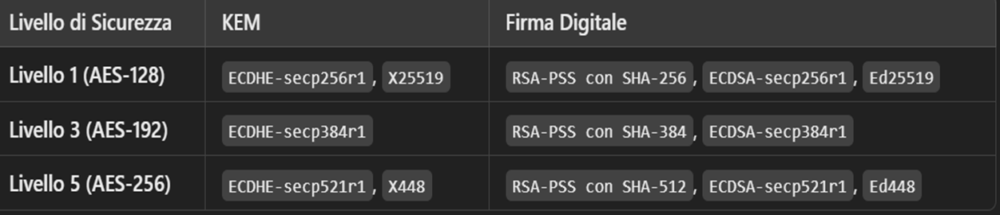 Livello di Sicurezza KEM Firma Digitale
Livello 1 (AES-128) ECDHE-secp256r1, X25519 RSA-PSS con SHA-256, ECDSA-secp256r1, Ed25519
Livello 3 (AES-192) ECDHE-secp384r1 RSA-PSS con SHA-384, ECDSA-secp384r1
Livello 5 (AES-256) ECDHE-secp521r1, X448 RSA-PSS con SHA-512, ECDSA-secp521r1, Ed448